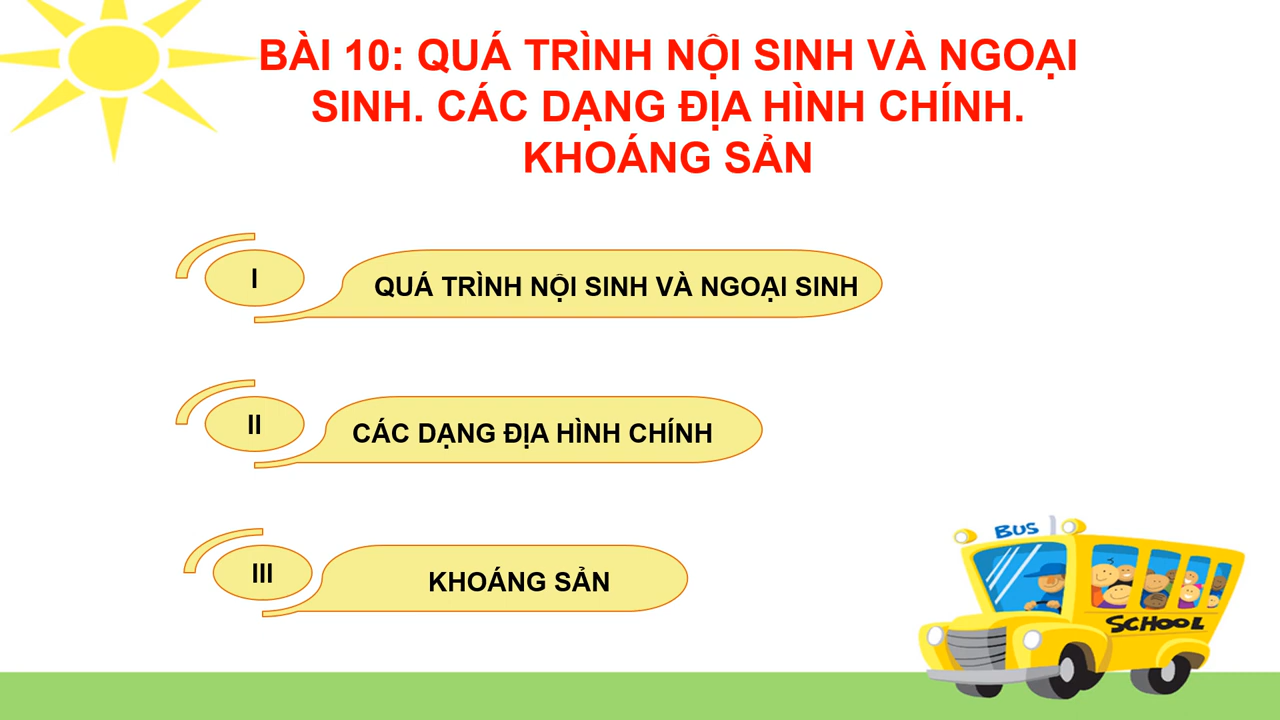 BÀI 10: QUÁ TRÌNH NỘI SINH VÀ NGOẠI
SINH. CÁC DẠNG ĐỊA HÌNH CHÍNH.
KHOÁNG SẢN
I
QUÁ TRÌNH NỘI SINH VÀ NGOẠI SINH
II
CÁC DẠNG ĐỊA HÌNH CHÍNH
III
KHOÁNG SẢN
BUS
SCHOOL